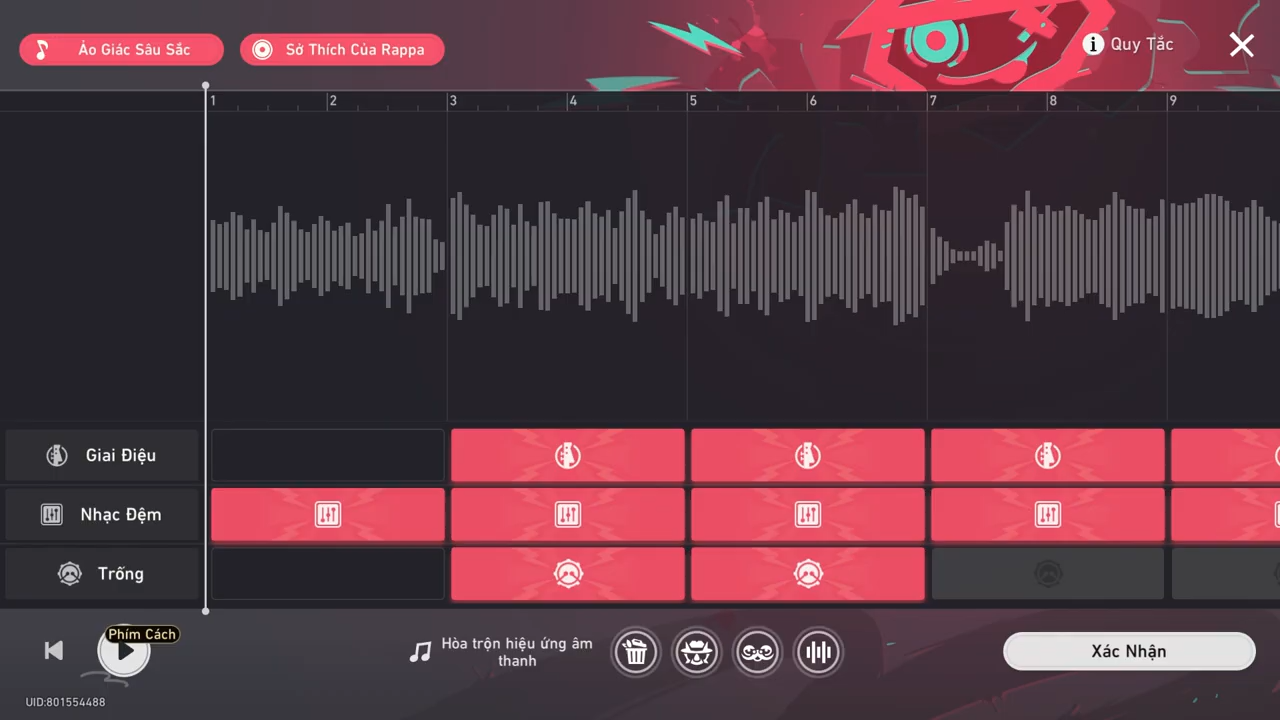 Ảo Giác Sâu Sắc
Sở Thích Của Rappa
Quy Tắc
1 2 3 4 5 6 7 8 9
Giai Điệu
Nhạc Đệm
Trống
Phím Cách
Hòa trộn hiệu ứng âm
thanh
Xác Nhận
UID:801554488